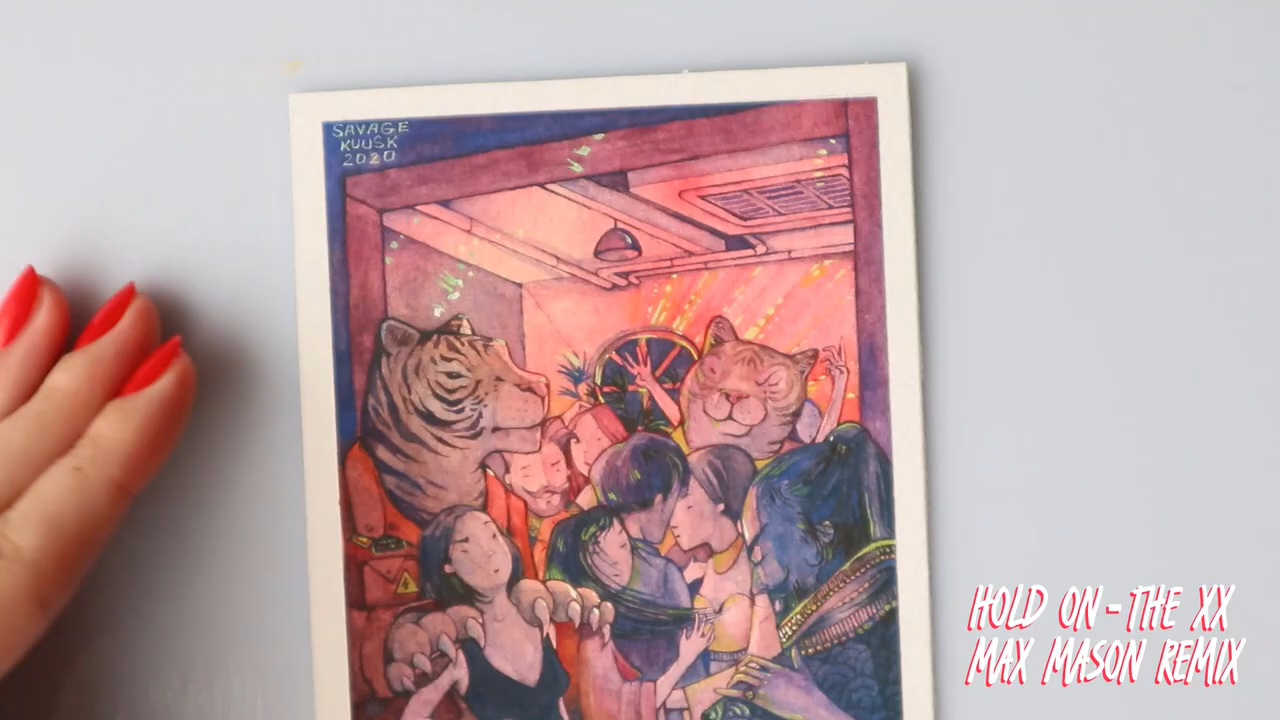 SAVAGE
KUUSK
2020
HOLD ON - THE XX
MAX MASON REMIX